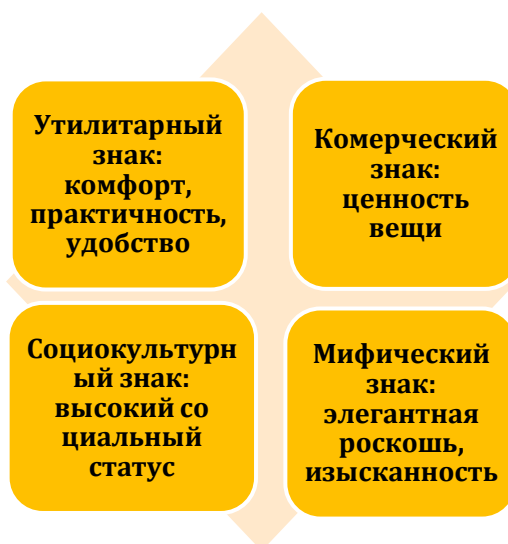 Утилитарный
знак:
комфорт,
практичность,
удобство
Комерческий
знак:
ценность
вещи
Социокультурн
ый знак:
высокий со
циальный
статус
Мифический
знак:
элегантная
роскошь,
изысканность